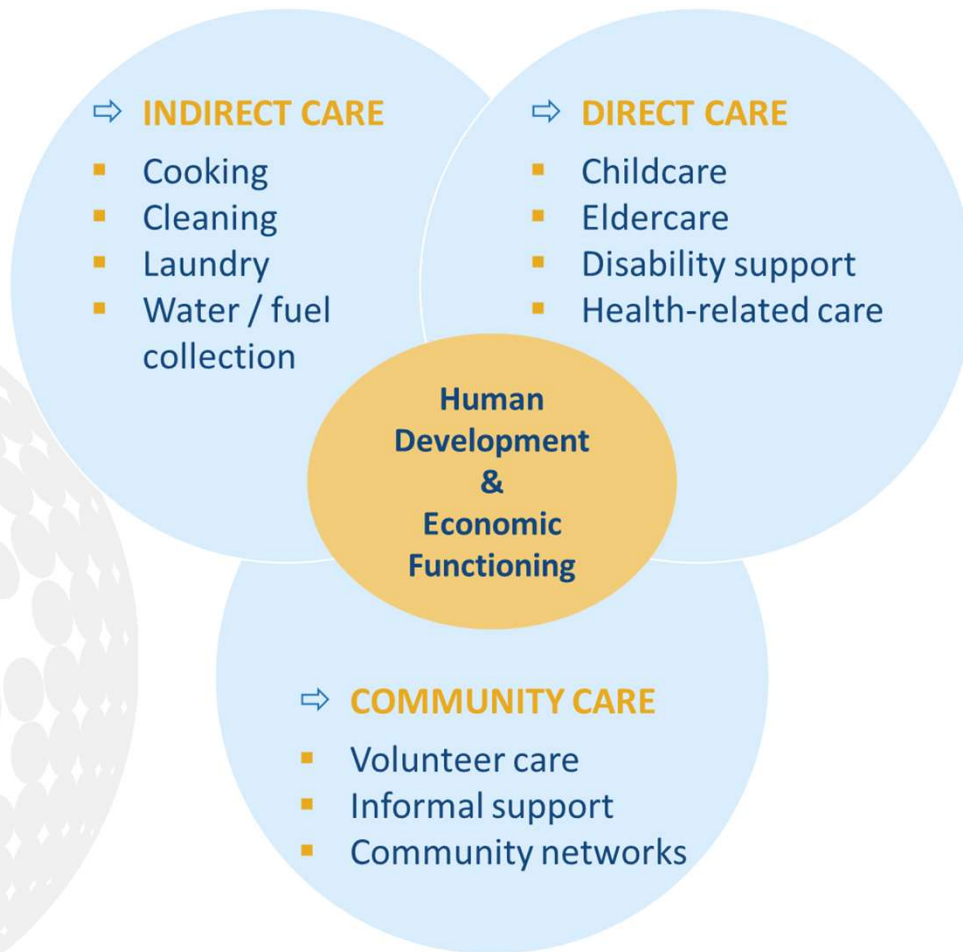 ⇨ INDIRECT CARE
▪ Cooking
▪ Cleaning
▪ Laundry
▪ Water / fuel
collection
⇨ DIRECT CARE
▪ Childcare
▪ Eldercare
▪ Disability support
▪ Health-related care
Human
Development
&
Economic
Functioning
⇨ COMMUNITY CARE
▪ Volunteer care
▪ Informal support
▪ Community networks